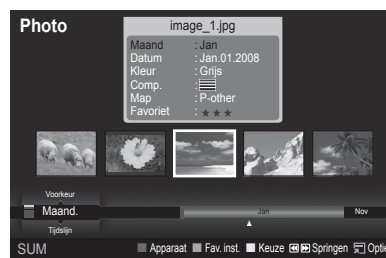 Photo
image_1.jpg
Maand : Jan
Datum : Jan.01.2008
Kleur : Grijs
Comp. :
Map : P-other
Favoriet : ★ ★ ★
Voorkeur
Maand.
Jan
Nov
Tijdslijn
SUM
Apparaat Fav. inst. Keuze Springen Optie